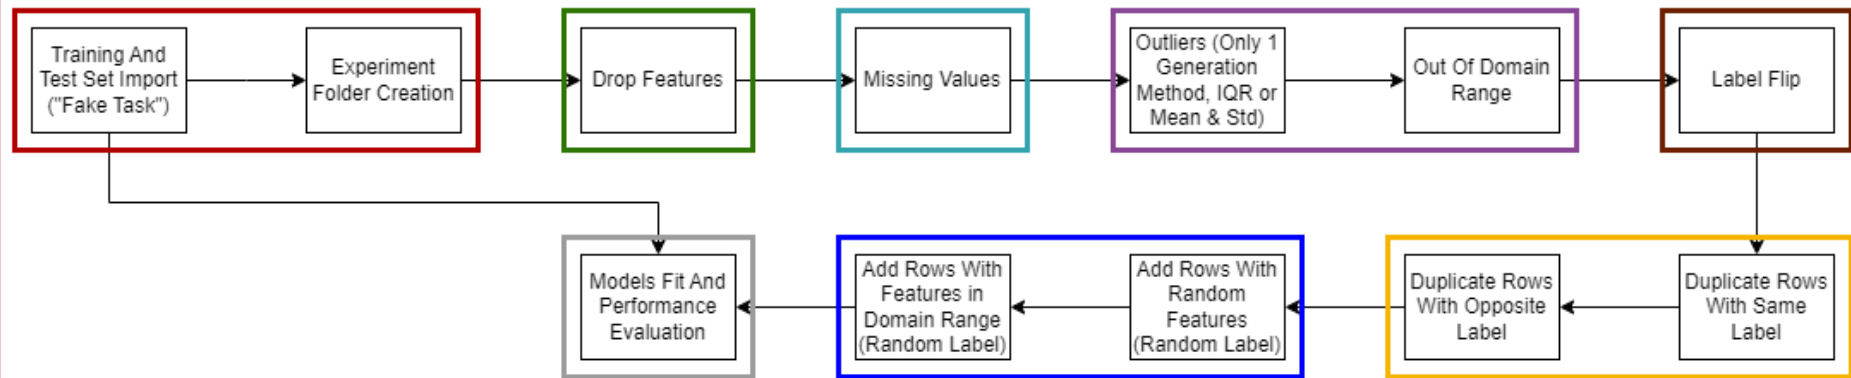 Training And
Test Set Import
("Fake Task")
Experiment
Folder Creation
Drop Features
Missing Values
Outliers (Only 1
Generation
Method, IQR or
Mean & Std)
Out Of Domain
Range
Label Flip
Models Fit And
Performance
Evaluation
Add Rows With
Features in
Domain Range
(Random Label)
Add Rows With
Random
Features
(Random Label)
Duplicate Rows
With Opposite
Label
Duplicate Rows
With Same
Label